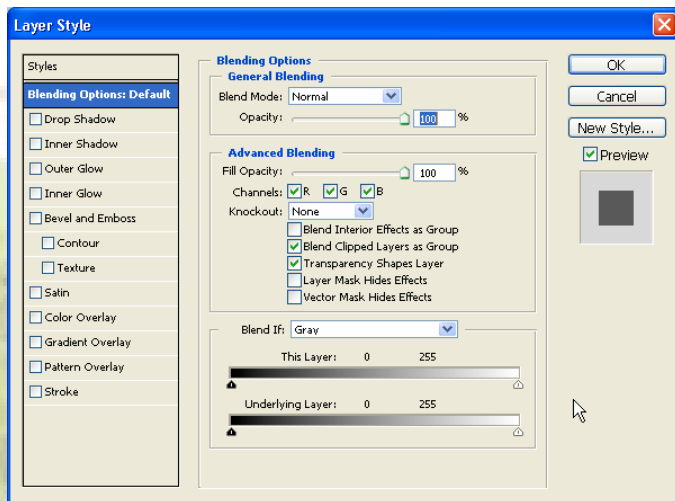 Layer Style
Styles
Blending Options: Default
Drop Shadow
Inner Shadow
Outer Glow
Inner Glow
Bevel and Emboss
Contour
Texture
Satin
Color Overlay
Gradient Overlay
Pattern Overlay
Stroke
Blending Options
General Blending
Blend Mode: Normal
Opacity: 100 %
Advanced Blending
Fill Opacity: 100 %
Channels: R G B
Knockout: None
Blend Interior Effects as Group
Blend Clipped Layers as Group
Transparency Shapes Layer
Layer Mask Hides Effects
Vector Mask Hides Effects
Blend If: Gray
This Layer: 0 255
Underlying Layer: 0 255
OK
Cancel
New Style...
Preview